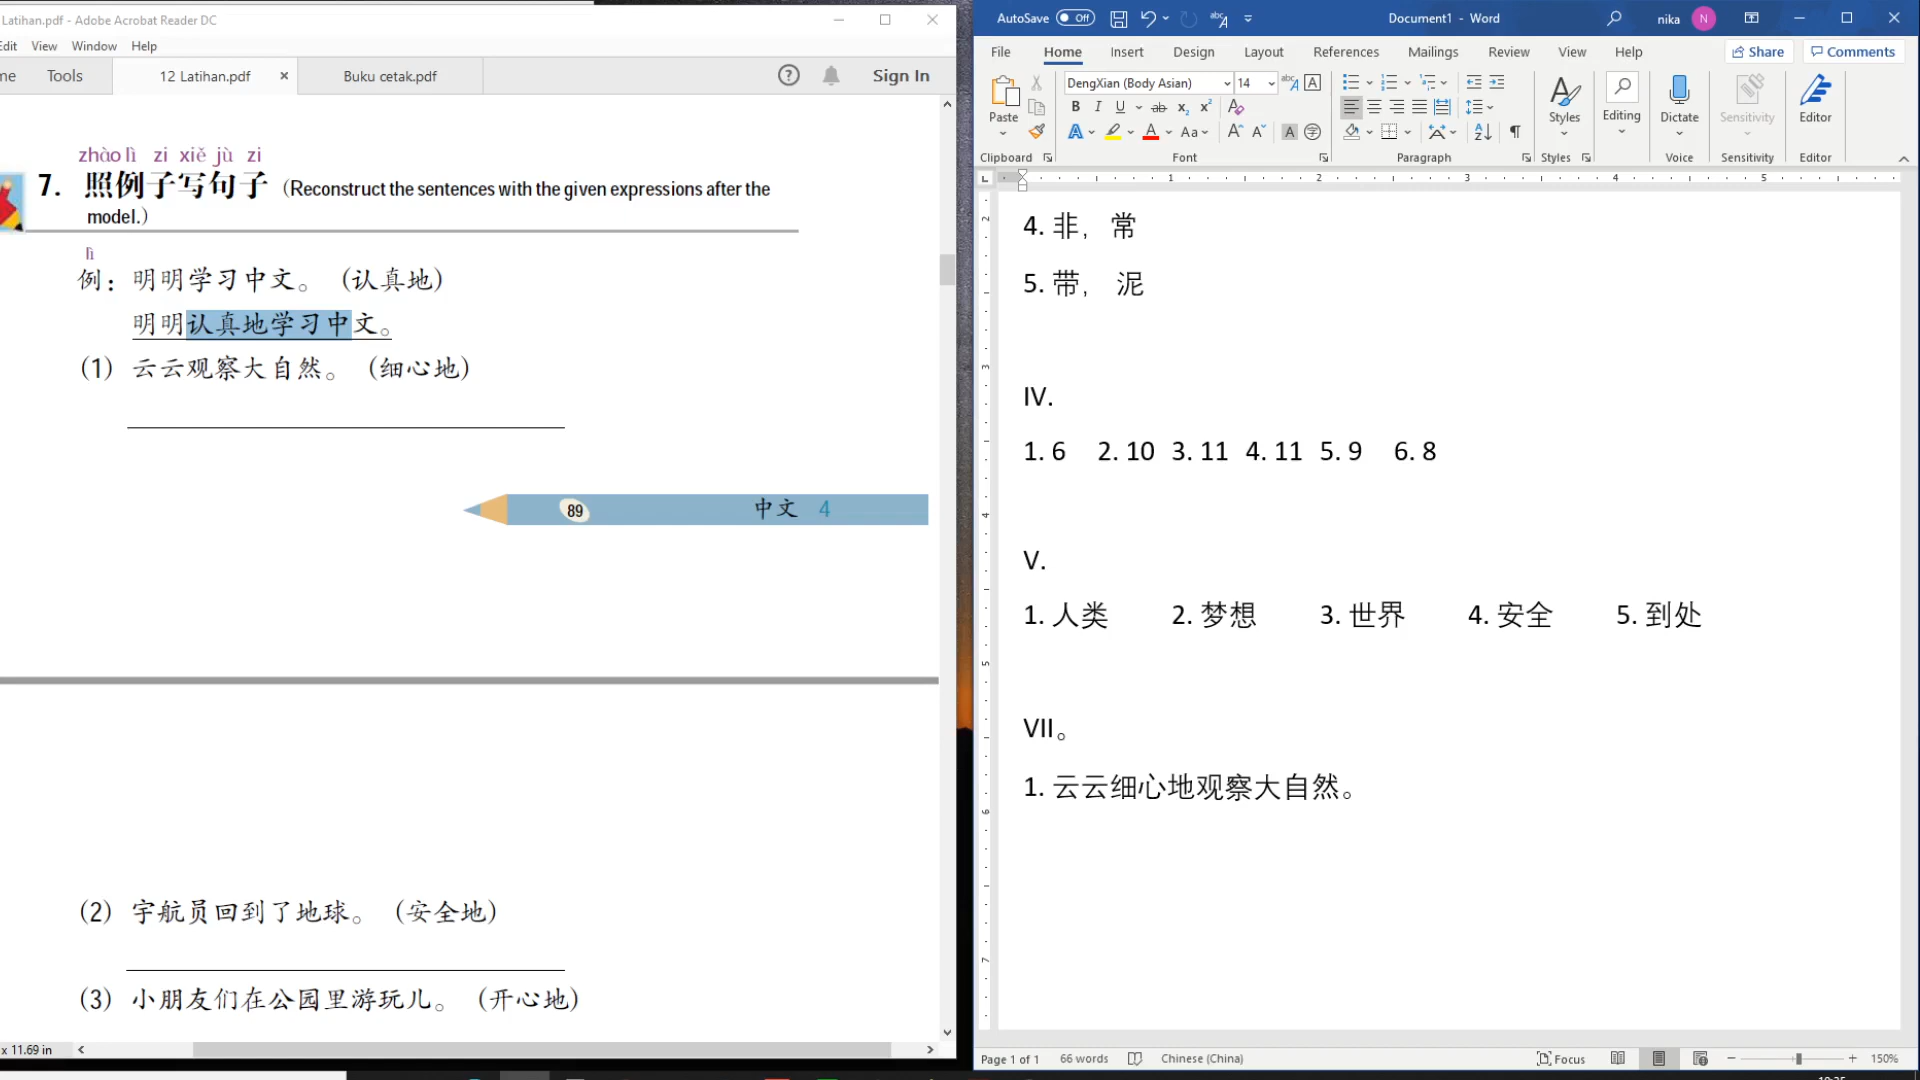 Latihan.pdf - Adobe Acrobat Reader DC
Edit View Window Help
me Tools 12 Latihan.pdf × Buku cetak.pdf Sign In
zhào lì zi xiě jù zi
7. 照例子写句子 (Reconstruct the sentences with the given expressions after the
model.)
lì
例：明明学习中文。（认真地）
明明认真地学习中文。
(1) 云云观察大自然。（细心地）
89 中文 4
(2) 宇航员回到了地球。（安全地）
(3) 小朋友们在公园里游玩儿。（开心地）
x 11.69 in
AutoSave Off Document1 - Word nika N
File Home Insert Design Layout References Mailings Review View Help Share Comments
DengXian (Body Asian) 14
Paste Styles Editing Dictate Sensitivity Editor
Clipboard Font Paragraph Styles Voice Sensitivity Editor
1 2 3 4 5
4. 非， 常
5. 带， 泥
IV.
1. 6 2. 10 3. 11 4. 11 5. 9 6. 8
V.
1. 人类 2. 梦想 3. 世界 4. 安全 5. 到处
VII。
1. 云云细心地观察大自然。
Page 1 of 1 66 words Chinese (China) Focus 150%